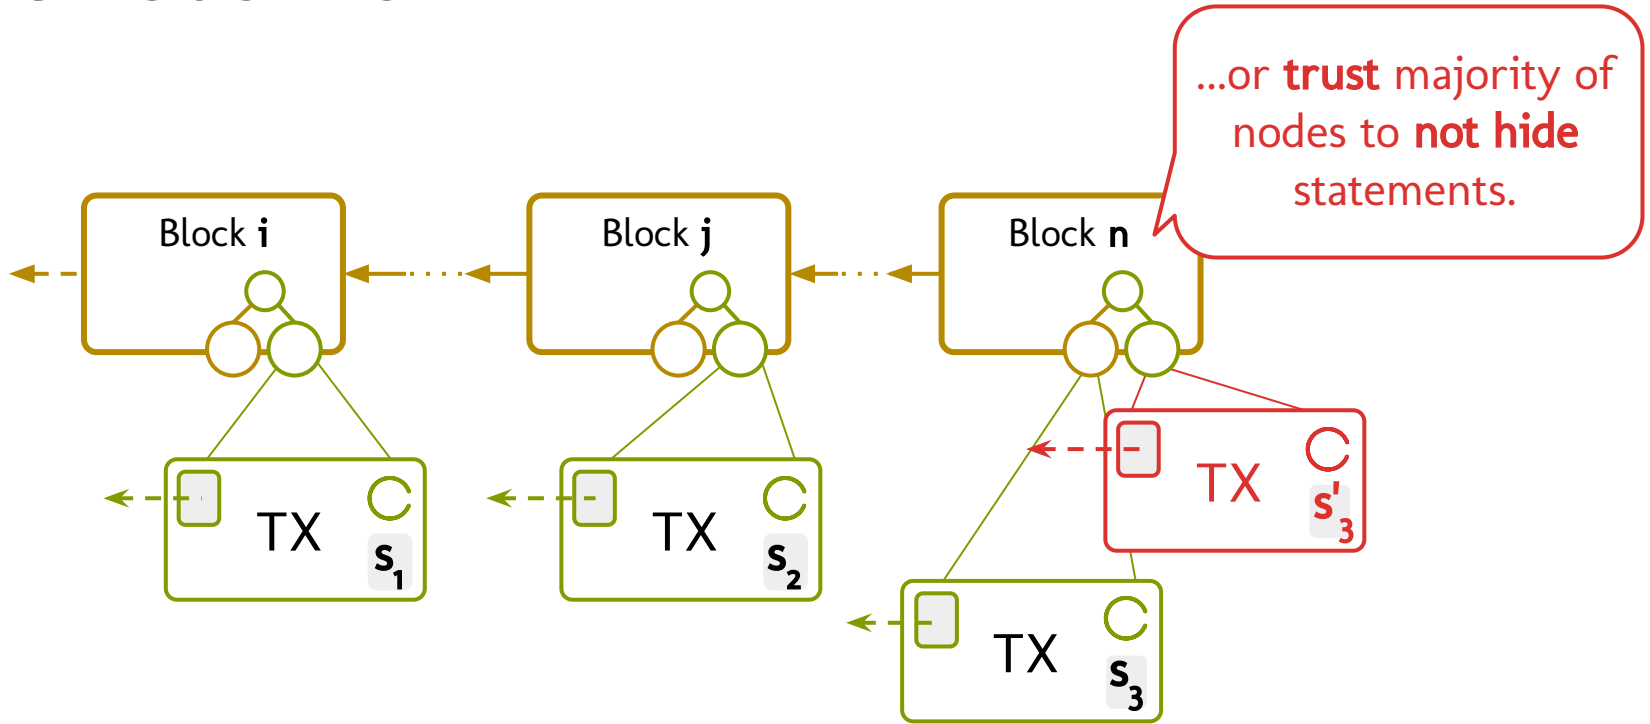 ...or trust majority of
nodes to not hide
statements.
Block i
Block j
Block n
TX
s1
TX
s2
TX
s'3
TX
s3